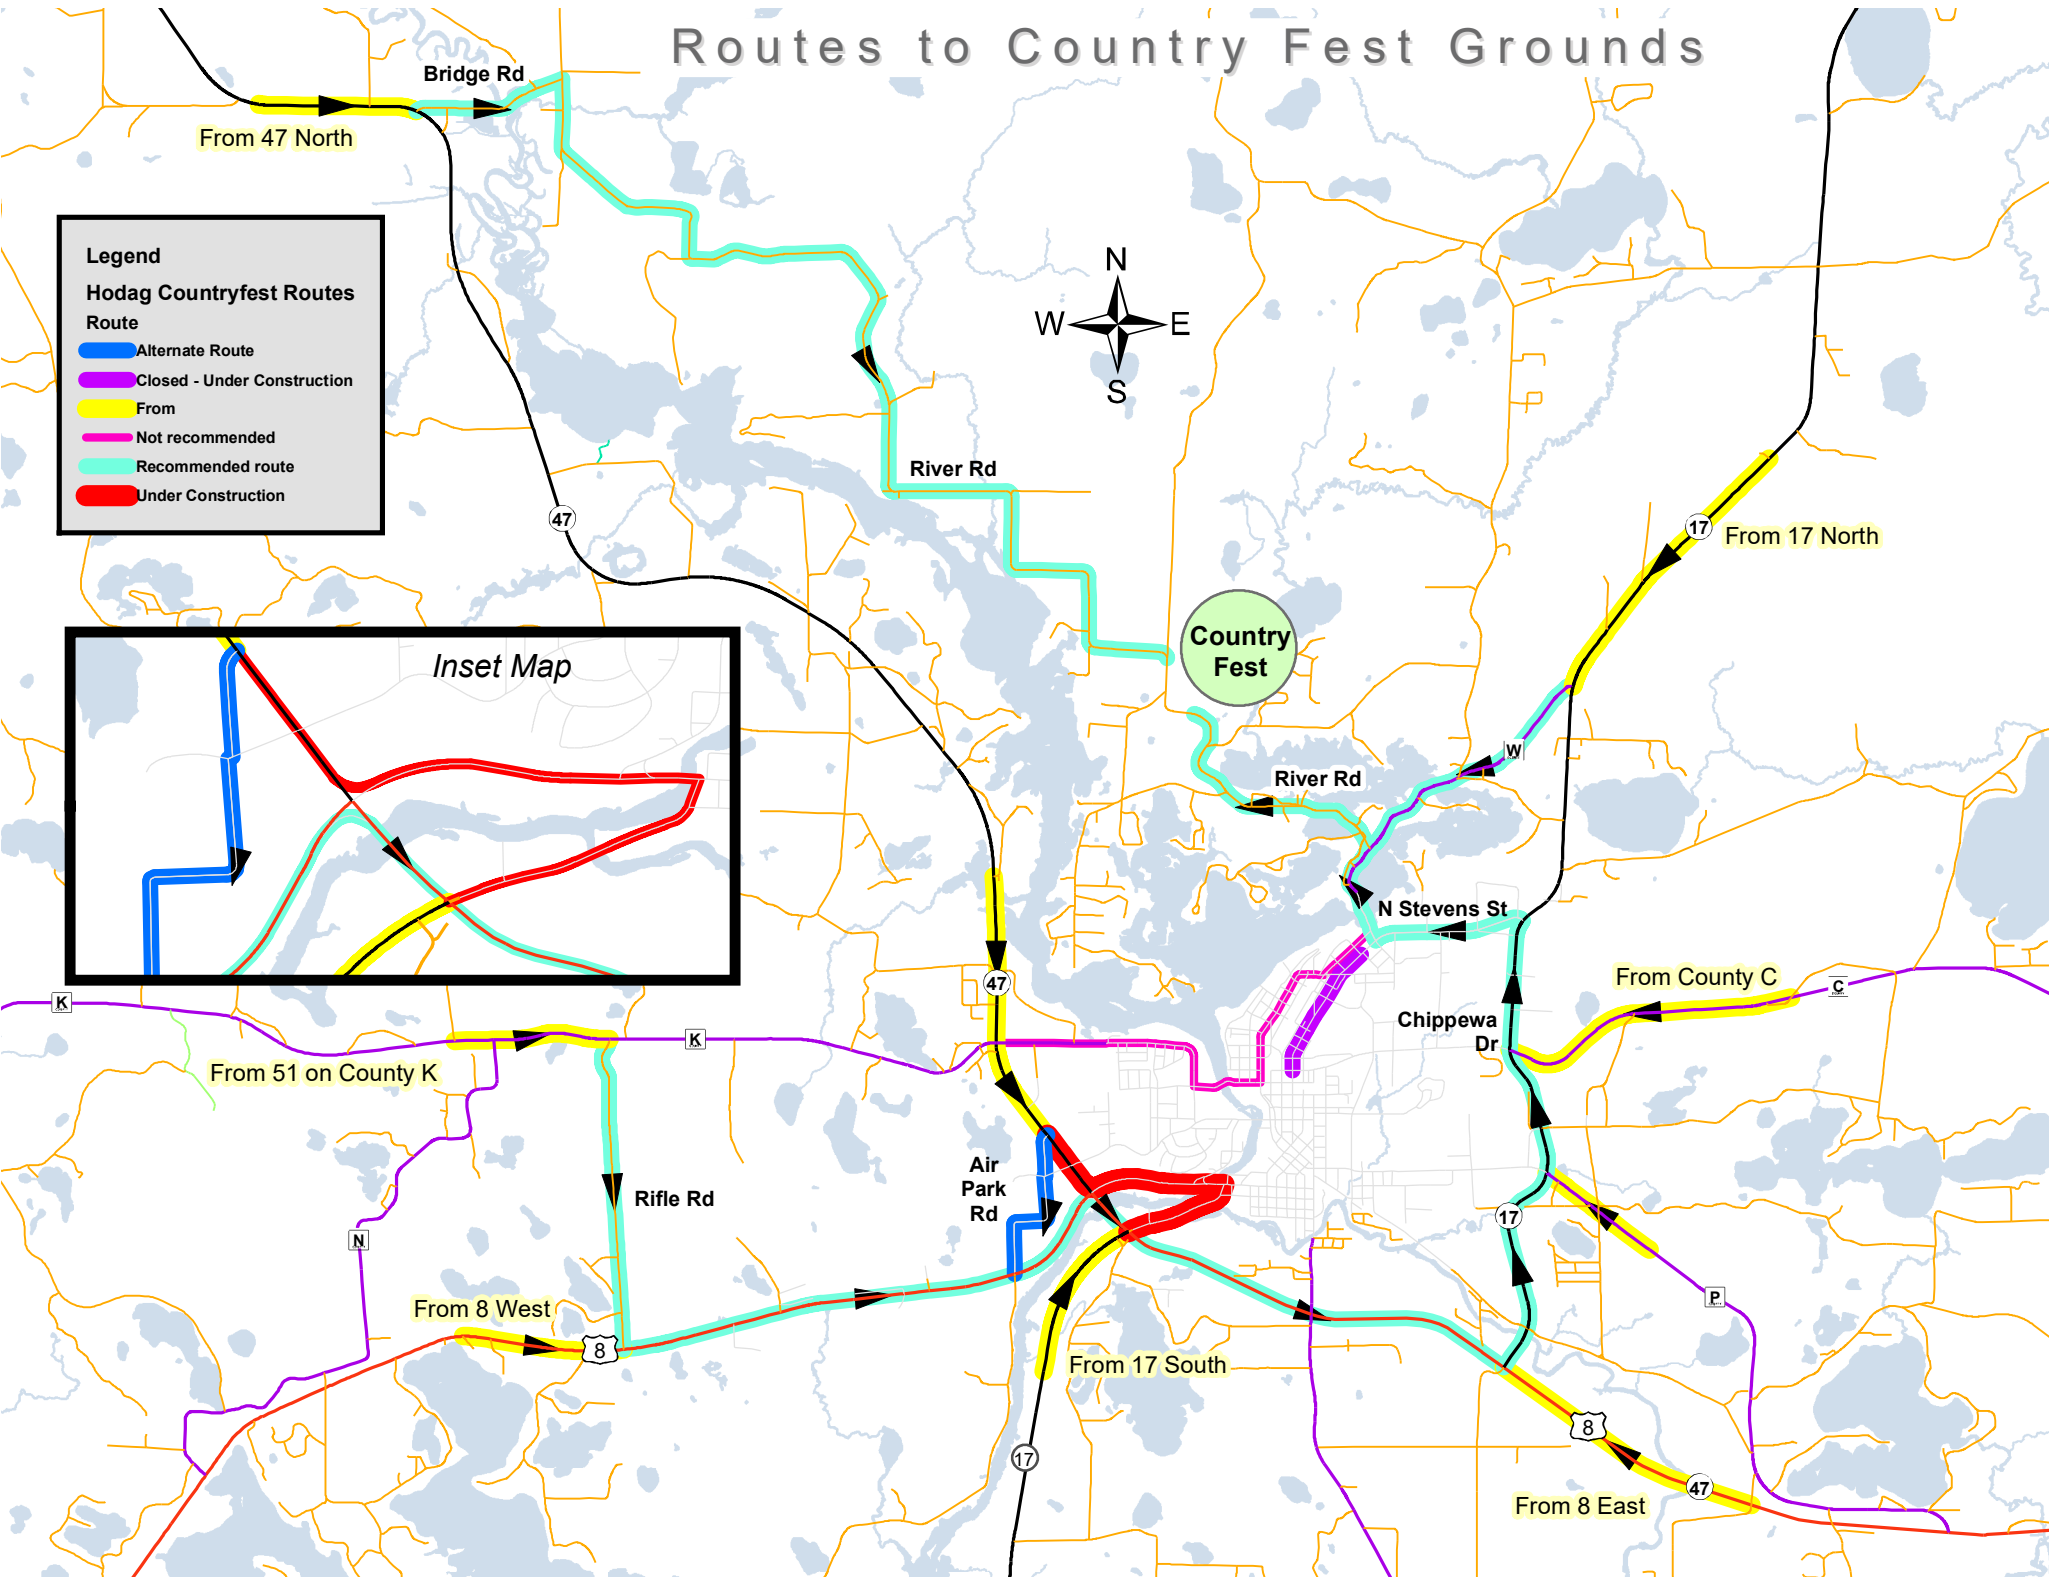 Routes to Country Fest Grounds
Bridge Rd
From 47 North
Legend
Hodag Countryfest Routes
Route
Alternate Route
Closed - Under Construction
From
Not recommended
Recommended route
Under Construction
N
W E
S
River Rd
47
17
From 17 North
Country
Fest
Inset Map
W
River Rd
N Stevens St
47
From County C
C
K
K
Chippewa
Dr
From 51 on County K
Air
Park
Rd
Rifle Rd
17
N
P
From 8 West
8
From 17 South
8
17
47
From 8 East